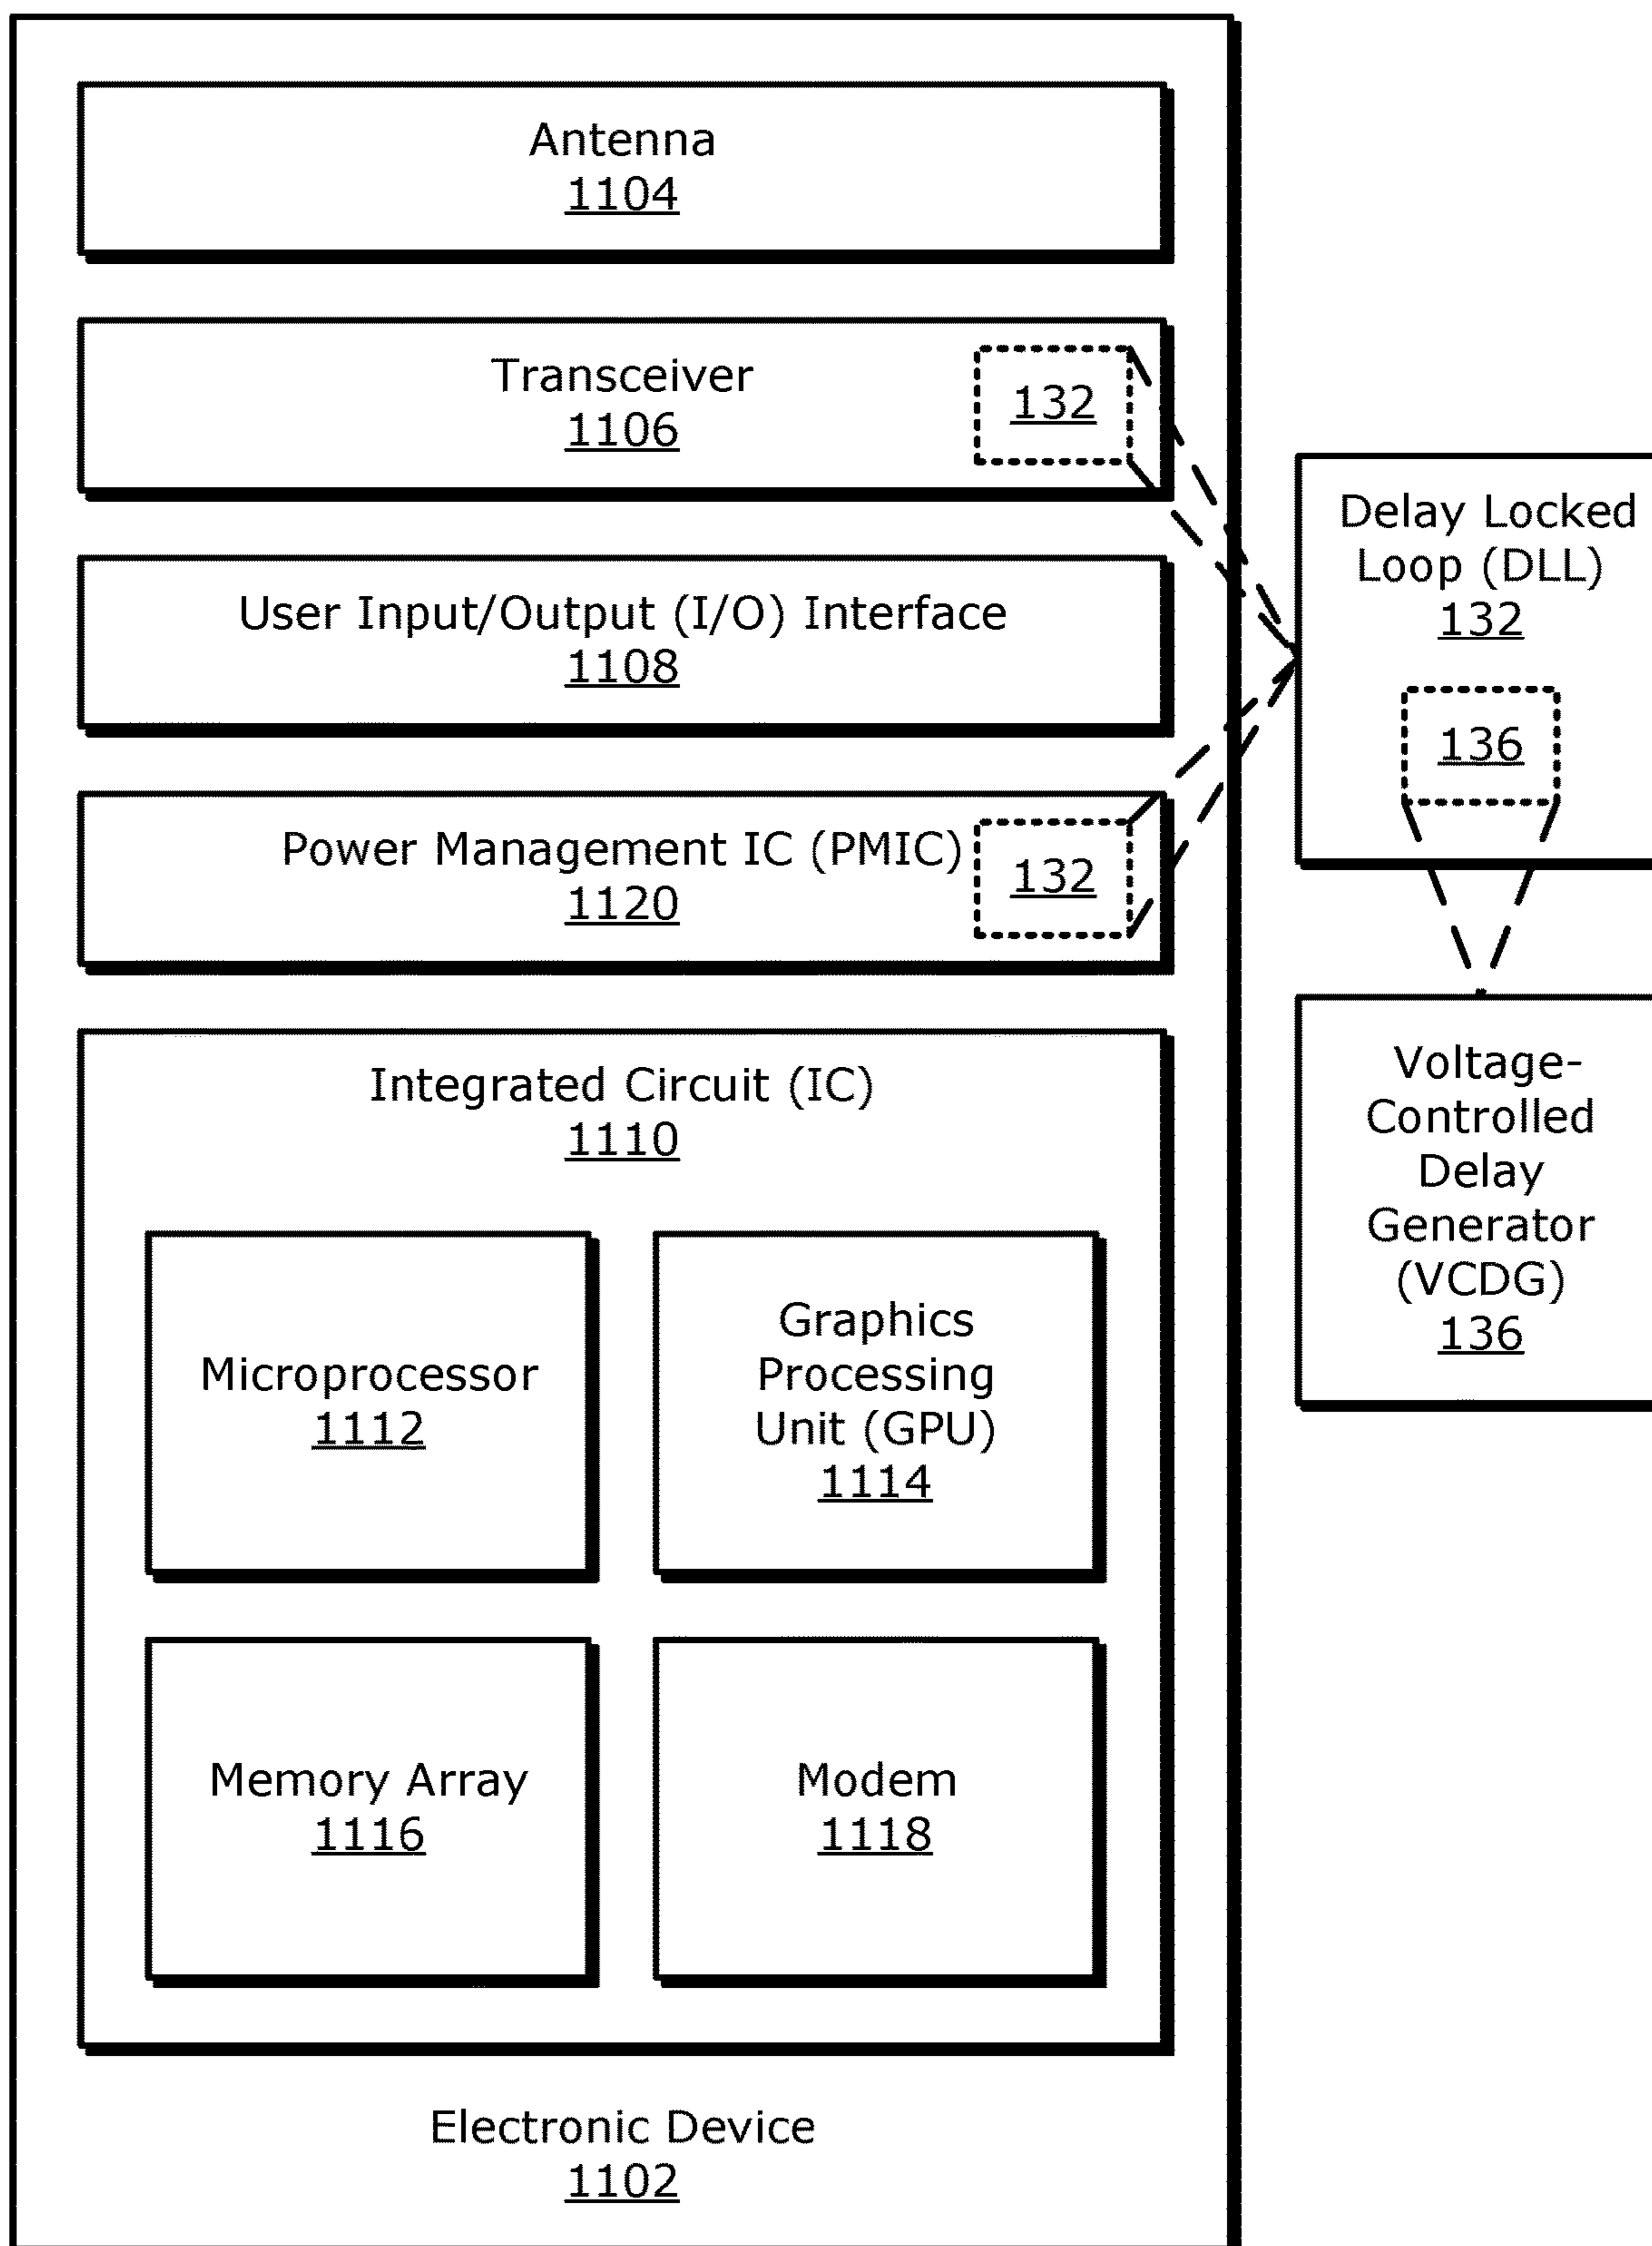 Antenna
1104
Transceiver
1106
132
User Input/Output (I/O) Interface
1108
Power Management IC (PMIC)
1120
132
Integrated Circuit (IC)
1110
Microprocessor
1112
Graphics
Processing
Unit (GPU)
1114
Memory Array
1116
Modem
1118
Electronic Device
1102
Delay Locked
Loop (DLL)
132
136
Voltage-
Controlled
Delay
Generator
(VCDG)
136